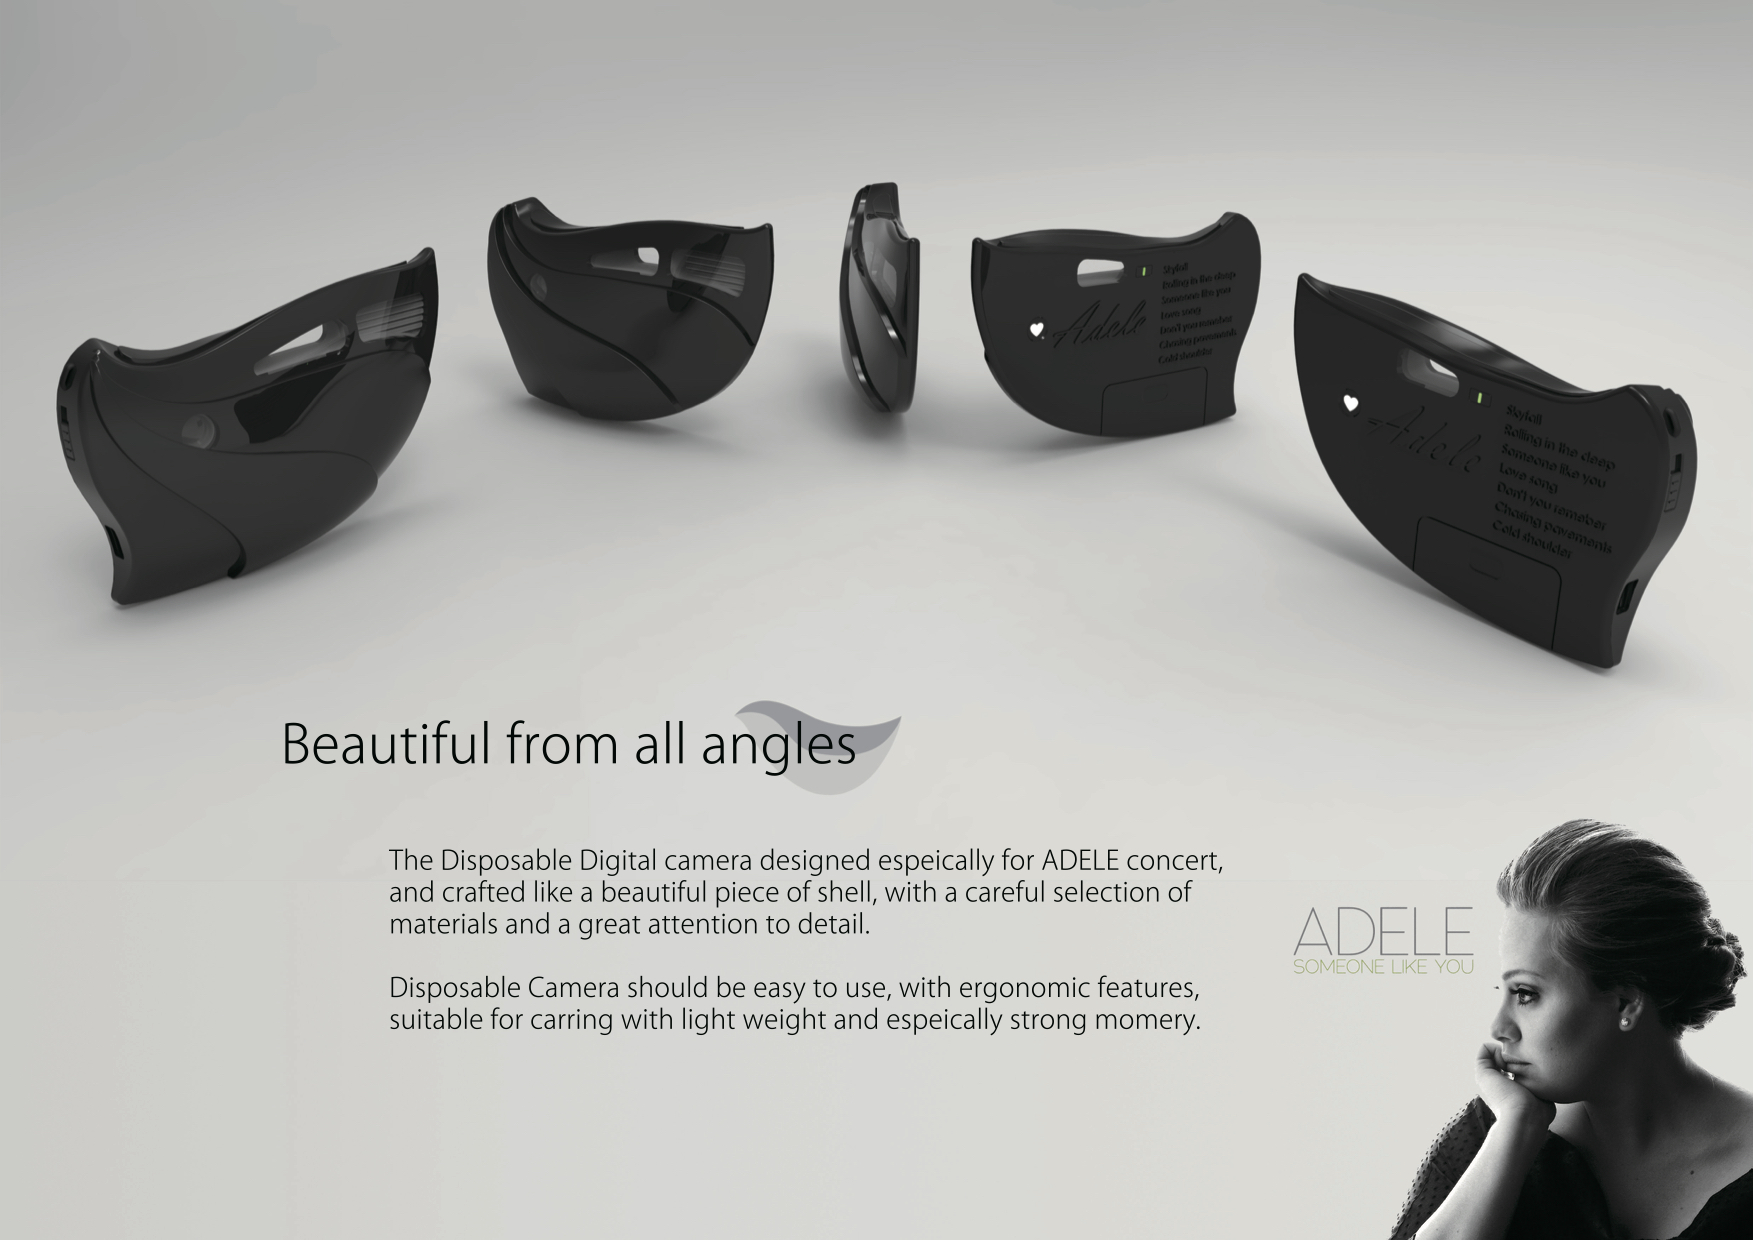 Adele
Skyfall
Rolling in the deep
Someone like you
Love song
Don't you remeber
Chasing pavements
Cold shoulder
Adele
Skyfall
Rolling in the deep
Someone like you
Love song
Don't you remeber
Chasing pavements
Cold shoulder
Beautiful from all angles
The Disposable Digital camera designed espeically for ADELE concert,
and crafted like a beautiful piece of shell, with a careful selection of
materials and a great attention to detail.
Disposable Camera should be easy to use, with ergonomic features,
suitable for carring with light weight and espeically strong momery.
ADELE
SOMEONE LIKE YOU